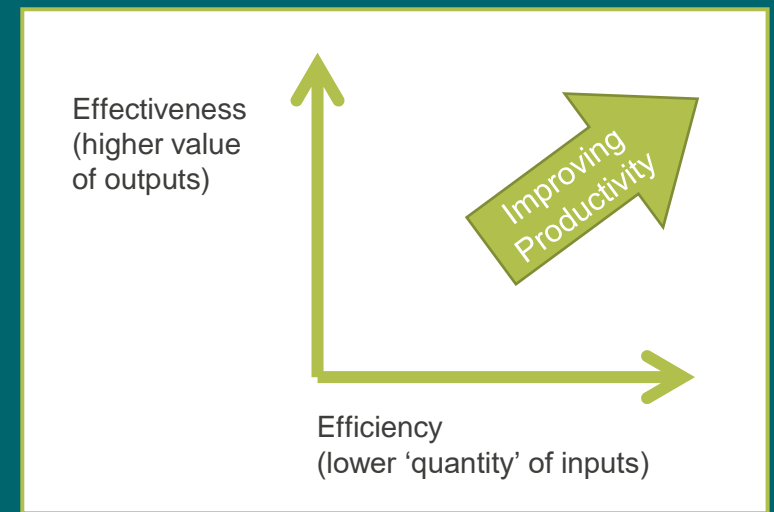 Effectiveness
(higher value
of outputs)
Improving
Productivity
Efficiency
(lower ‘quantity’ of inputs)